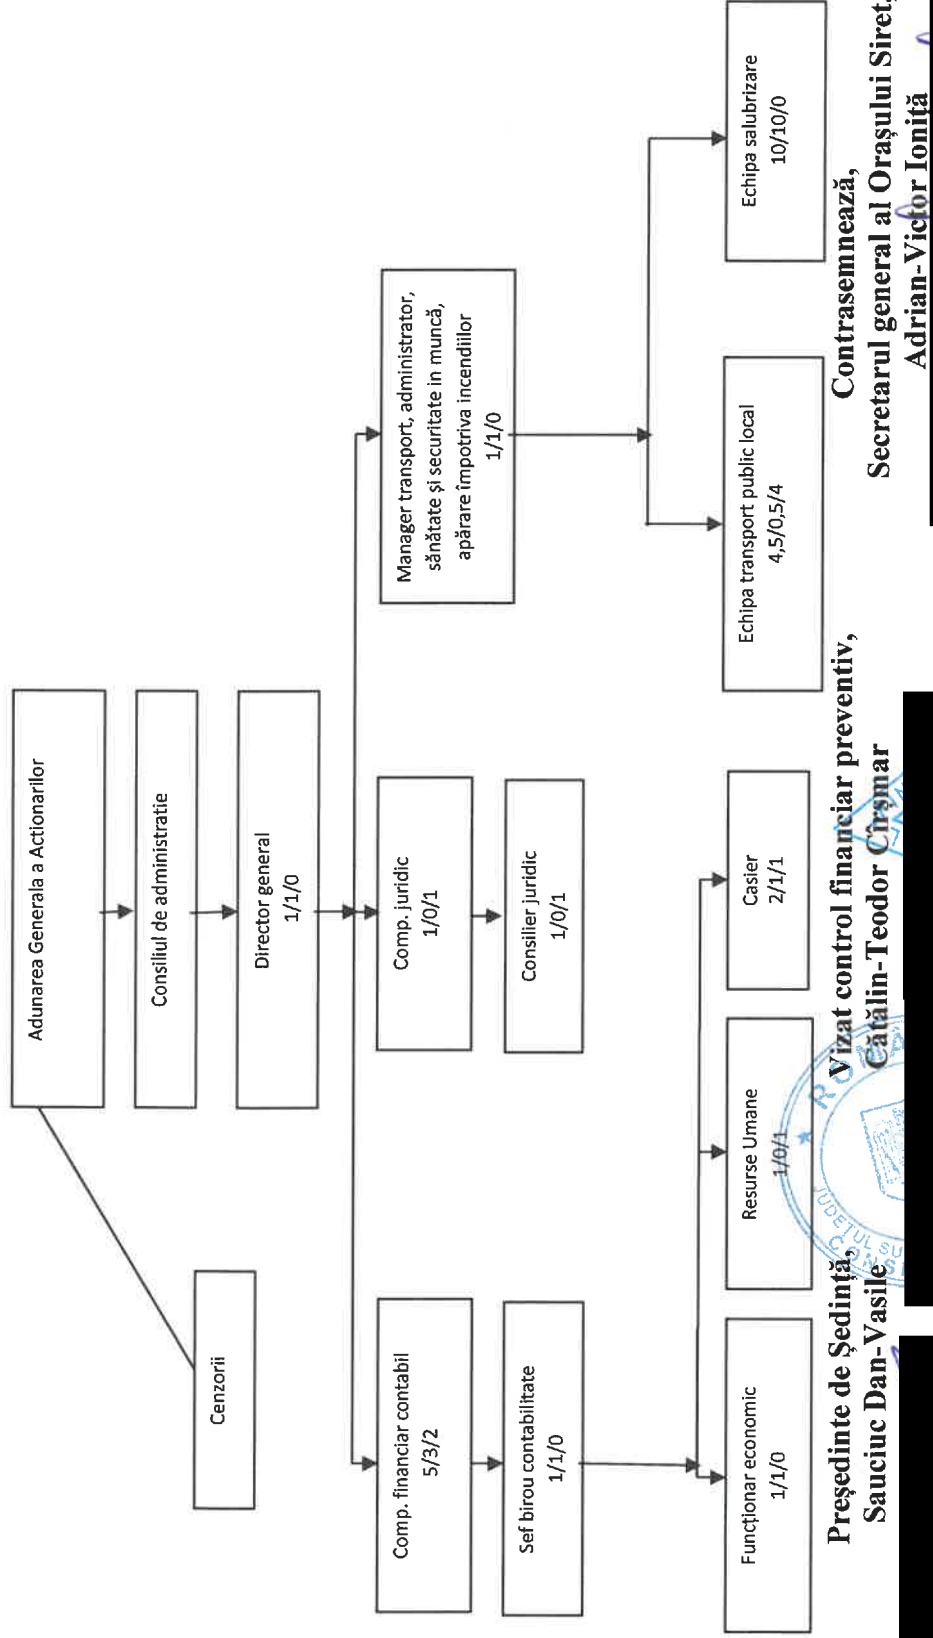 Adunarea Generala a Actionarilor
Cenzorii
Consiliul de administratie
Director general
1/1/0
Comp. financiar contabil
5/3/2
Comp. juridic
1/0/1
Manager transport, administrator,
sănătate și securitate in muncă,
apărare împotriva incendiilor
1/1/0
Sef birou contabilitate
1/1/0
Consilier juridic
1/0/1
Funcționar economic
1/1/0
Resurse Umane
1/0/1
Casier
2/1/1
Echipa transport public local
4,5/0,5/4
Echipa salubrizare
10/10/0
Președinte de Ședință,
Sauciuc Dan-Vasile
Vizat control financiar preventiv,
Cătălin-Teodor Cîrșmar
Contrasemnează,
Secretarul general al Orașului Siret,
Adrian-Victor Ioniță
JUDEȚUL